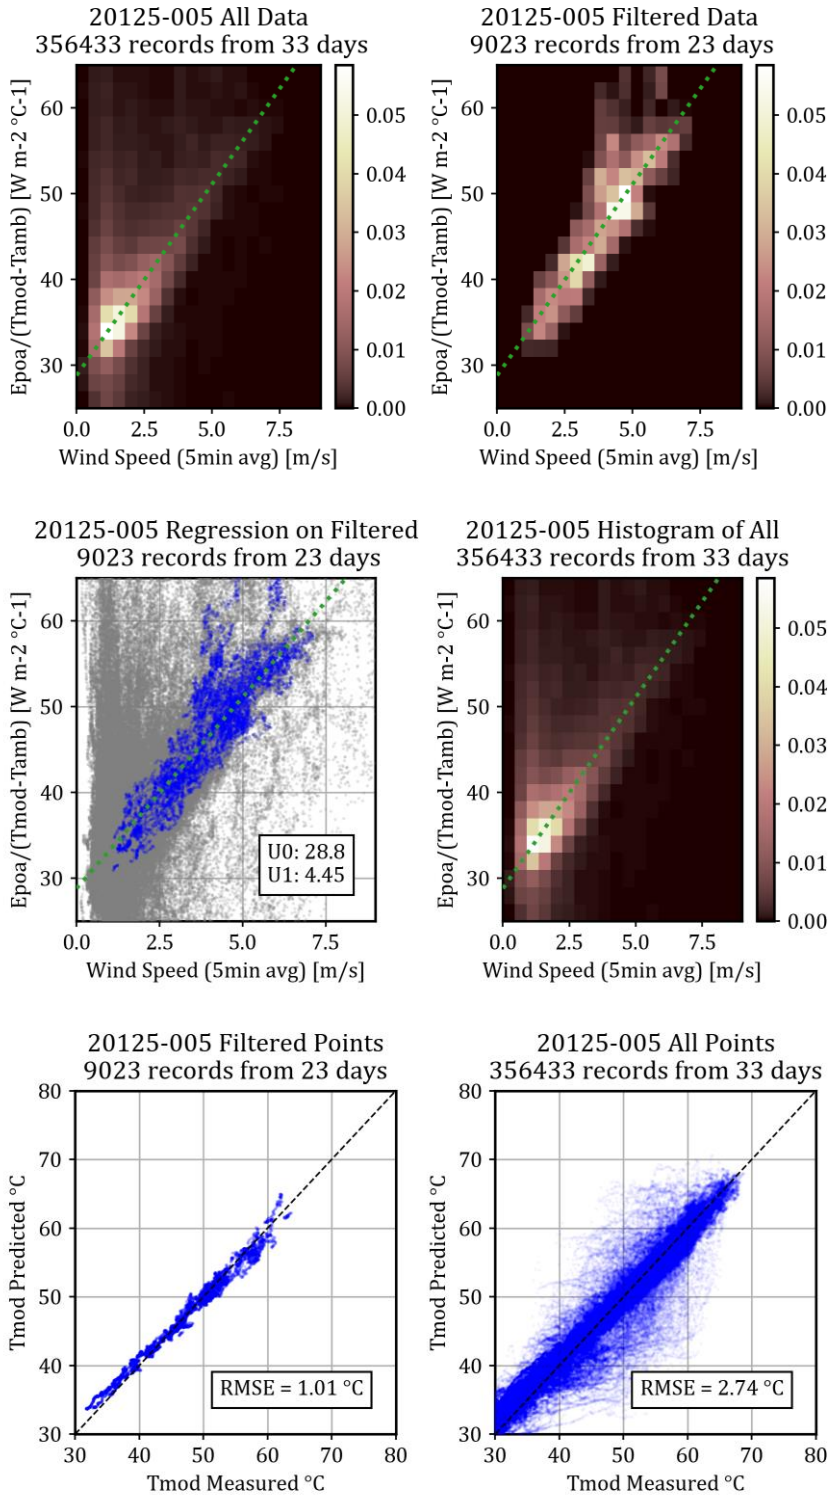 20125-005 All Data
356433 records from 33 days
Epoa/(Tmod-Tamb) [W m-2 °C-1]
60
50
40
30
0.0 2.5 5.0 7.5
Wind Speed (5min avg) [m/s]
0.05
0.04
0.03
0.02
0.01
0.00
20125-005 Filtered Data
9023 records from 23 days
Epoa/(Tmod-Tamb) [W m-2 °C-1]
60
50
40
30
0.0 2.5 5.0 7.5
Wind Speed (5min avg) [m/s]
0.05
0.04
0.03
0.02
0.01
0.00
20125-005 Regression on Filtered
9023 records from 23 days
Epoa/(Tmod-Tamb) [W m-2 °C-1]
60
50
40
30
U0: 28.8
U1: 4.45
0.0 2.5 5.0 7.5
Wind Speed (5min avg) [m/s]
20125-005 Histogram of All
356433 records from 33 days
Epoa/(Tmod-Tamb) [W m-2 °C-1]
60
50
40
30
0.0 2.5 5.0 7.5
Wind Speed (5min avg) [m/s]
0.05
0.04
0.03
0.02
0.01
0.00
20125-005 Filtered Points
9023 records from 23 days
Tmod Predicted °C
80
70
60
50
40
30
RMSE = 1.01 °C
30 40 50 60 70 80
Tmod Measured °C
20125-005 All Points
356433 records from 33 days
Tmod Predicted °C
80
70
60
50
40
30
RMSE = 2.74 °C
30 40 50 60 70 80
Tmod Measured °C